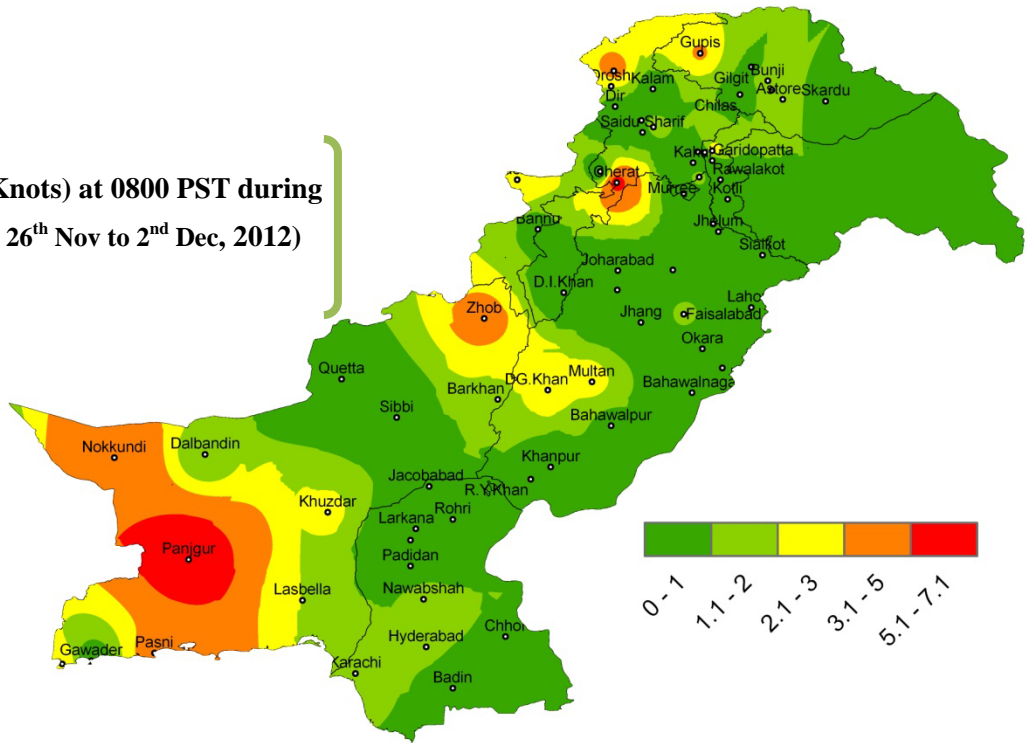 Knots) at 0800 PST during
26th Nov to 2nd Dec, 2012)
Gupis
Drosh
Kalam
Gilgit
Bunji
Dir
Astore
Skardu
Chilas
Saidu Sharif
Garidopatta
Cherat
Rawalakot
Murree
Kotli
Bannu
Jhelum
Sialkot
Joharabad
D.I.Khan
Laho
Zhob
Jhang
Faisalabad
Okara
Quetta
Multan
DG.Khan
Barkhan
Bahawalnaga
Sibbi
Bahawalpur
Nokkundi
Dalbandin
Khanpur
Jacobabad
R.Y.Khan
Khuzdar
Rohri
Larkana
Panjgur
Padidan
Lasbella
Nawabshah
Pasni
Gawader
Hyderabad
Chhor
Karachi
Badin
0 - 1
1.1 - 2
2.1 - 3
3.1 - 5
5.1 - 7.1